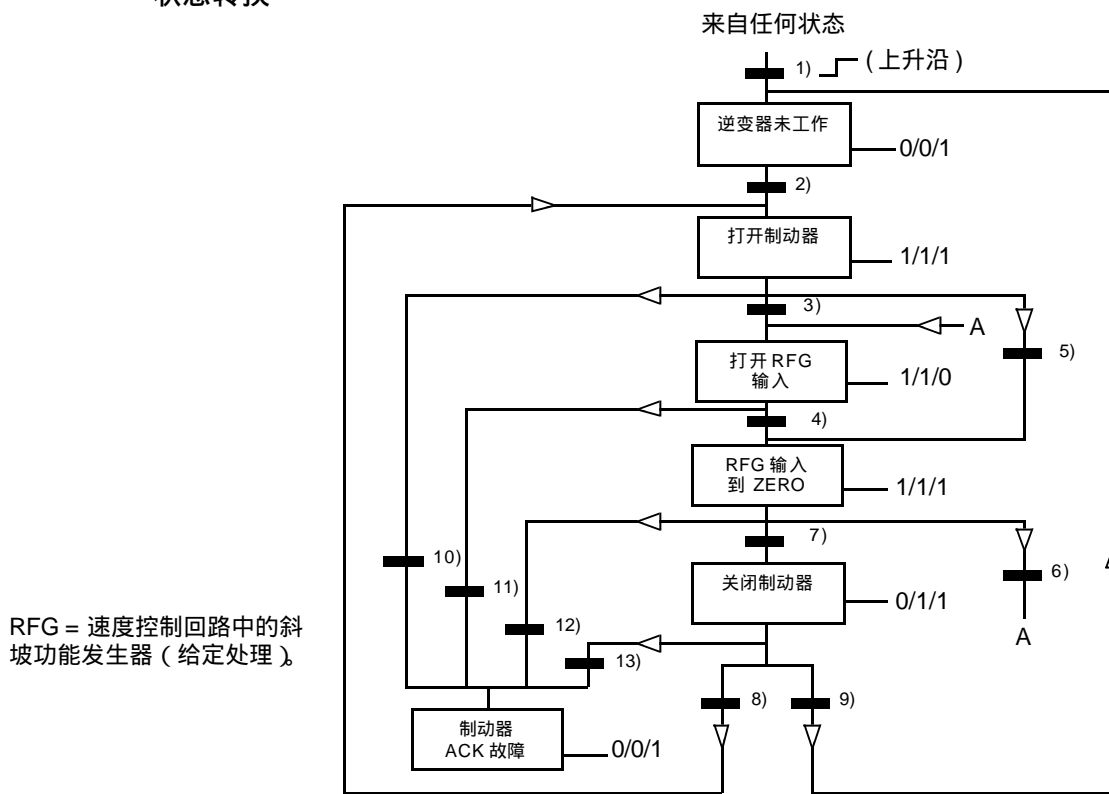 状态转换
来自任何状态
1)
( 上升沿 )
逆变器未工作
0/0/1
2)
打开制动器
1/1/1
3)
A
5)
打开 RFG
输入
1/1/0
4)
RFG 输入
到 ZERO
1/1/1
7)
10)
11)
6)
关闭制动器
0/1/1
RFG = 速度控制回路中的斜
坡功能发生器 ( 给定处理 )。
12)
A
13)
8)
9)
制动器
ACK 故障
0/0/1